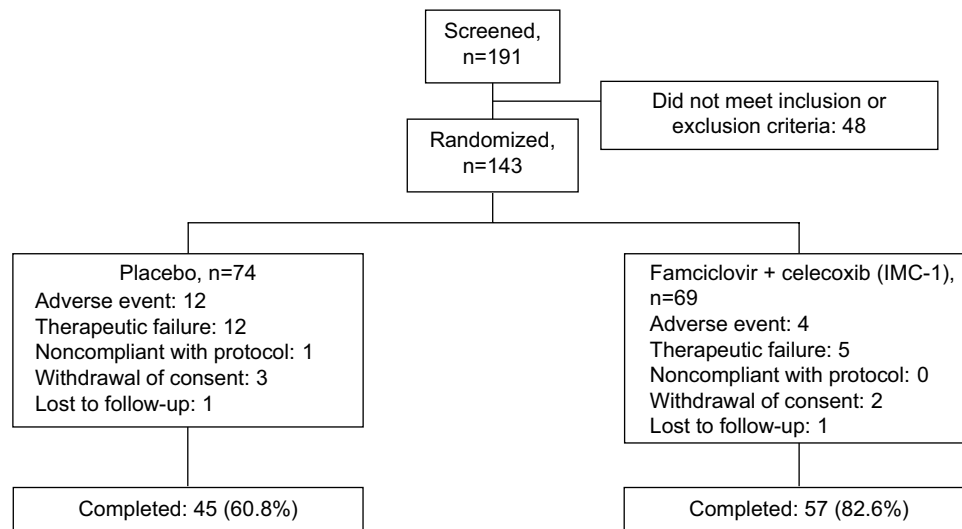 Screened,
n=191
Did not meet inclusion or
exclusion criteria: 48
Randomized,
n=143
Placebo, n=74
Adverse event: 12
Therapeutic failure: 12
Noncompliant with protocol: 1
Withdrawal of consent: 3
Lost to follow-up: 1
Famciclovir + celecoxib (IMC-1),
n=69
Adverse event: 4
Therapeutic failure: 5
Noncompliant with protocol: 0
Withdrawal of consent: 2
Lost to follow-up: 1
Completed: 45 (60.8%)
Completed: 57 (82.6%)